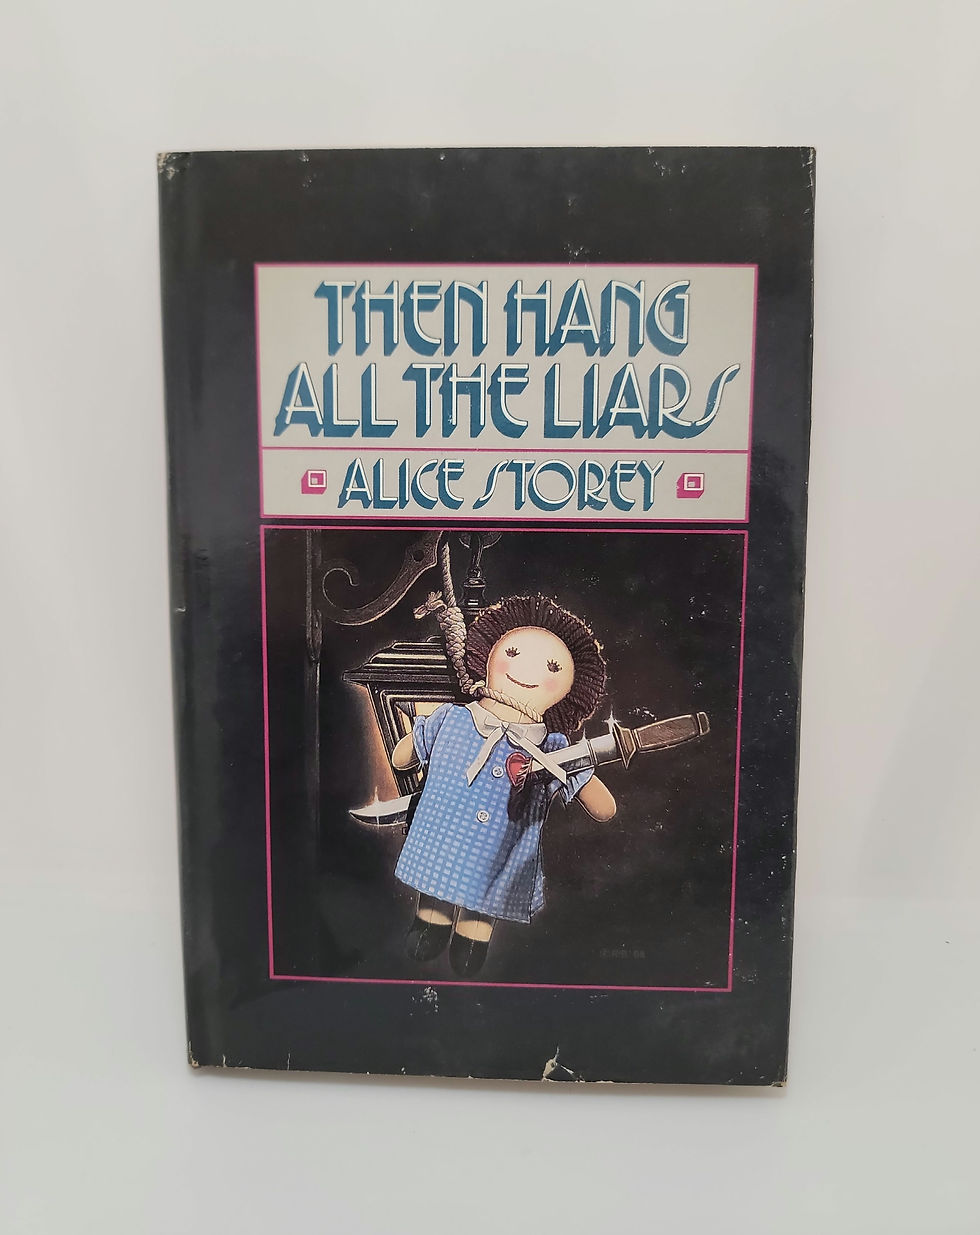 THEN HANG
ALL THE LIARS
ALICE STOREY